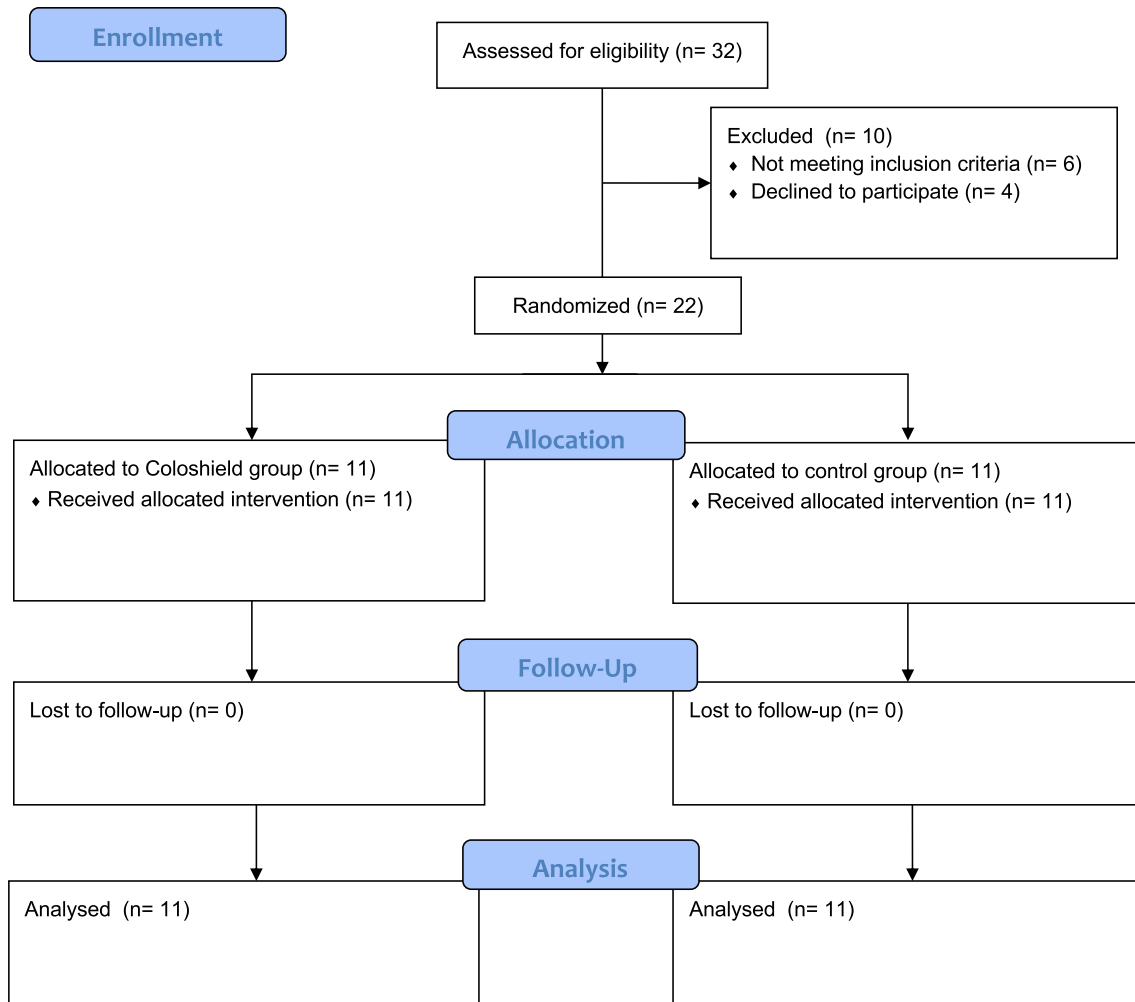 Enrollment
Assessed for eligibility (n= 32)
Excluded (n= 10)
♦ Not meeting inclusion criteria (n= 6)
♦ Declined to participate (n= 4)
Randomized (n= 22)
Allocation
Allocated to Coloshield group (n= 11)
♦ Received allocated intervention (n= 11)
Allocated to control group (n= 11)
♦ Received allocated intervention (n= 11)
Follow-Up
Lost to follow-up (n= 0)
Lost to follow-up (n= 0)
Analysis
Analysed (n= 11)
Analysed (n= 11)